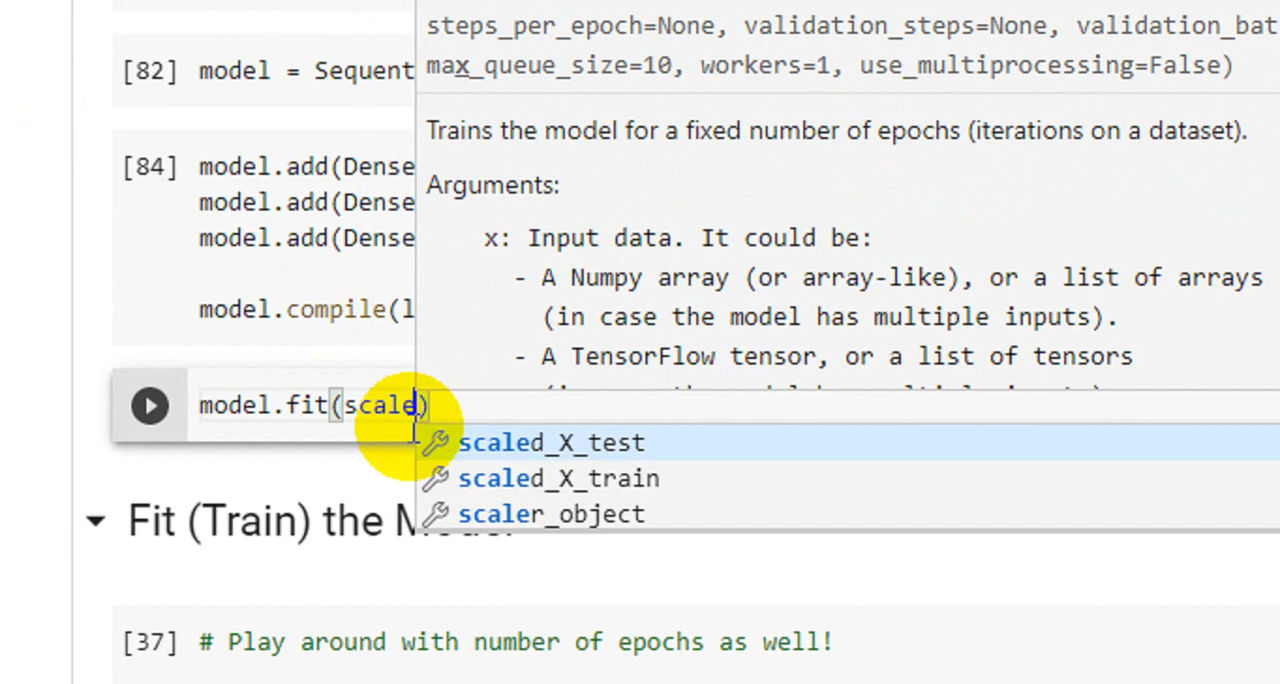 steps_per_epoch=None, validation_steps=None, validation_bat
max_queue_size=10, workers=1, use_multiprocessing=False)
[82] model = Sequent
Trains the model for a fixed number of epochs (iterations on a dataset).
[84] model.add(Dense
model.add(Dense
model.add(Dense
model.compile(l
Arguments:
x: Input data. It could be:
- A Numpy array (or array-like), or a list of arrays
(in case the model has multiple inputs).
- A TensorFlow tensor, or a list of tensors
model.fit(scale)
scaled_X_test
scaled_X_train
scaler_object
Fit (Train) the Model
[37] # Play around with number of epochs as well!